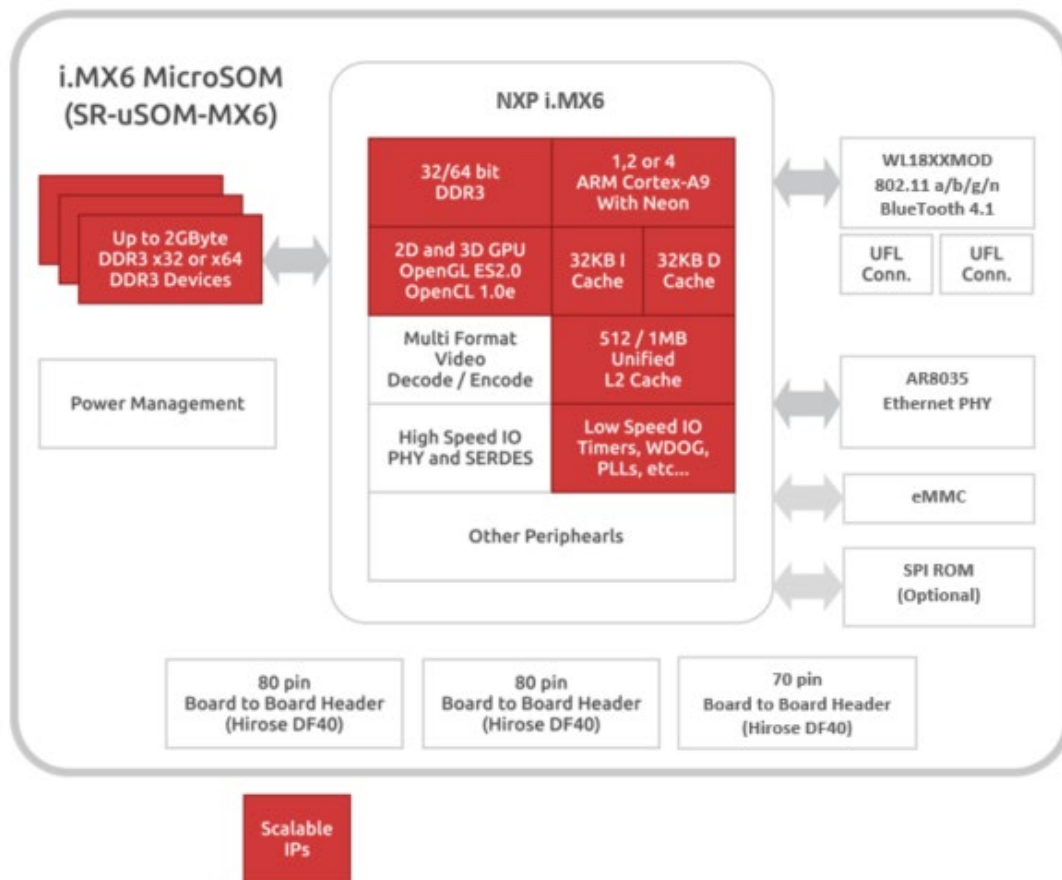 i.MX6 MicroSOM
(SR-uSOM-MX6)
NXP i.MX6
32/64 bit
DDR3
1,2 or 4
ARM Cortex-A9
With Neon
2D and 3D GPU
OpenGL ES2.0
OpenCL 1.0e
32KB I
Cache
32KB D
Cache
Multi Format
Video
Decode / Encode
512 / 1MB
Unified
L2 Cache
High Speed IO
PHY and SERDES
Low Speed IO
Timers, WDOG,
PLLs, etc...
Other Periphearls
Up to 2GByte
DDR3 x32 or x64
DDR3 Devices
Power Management
WL18XXMOD
802.11 a/b/g/n
BlueTooth 4.1
UFL
Conn.
UFL
Conn.
AR8035
Ethernet PHY
eMMC
SPI ROM
(Optional)
80 pin
Board to Board Header
(Hirose DF40)
80 pin
Board to Board Header
(Hirose DF40)
70 pin
Board to Board Header
(Hirose DF40)
Scalable
IPs